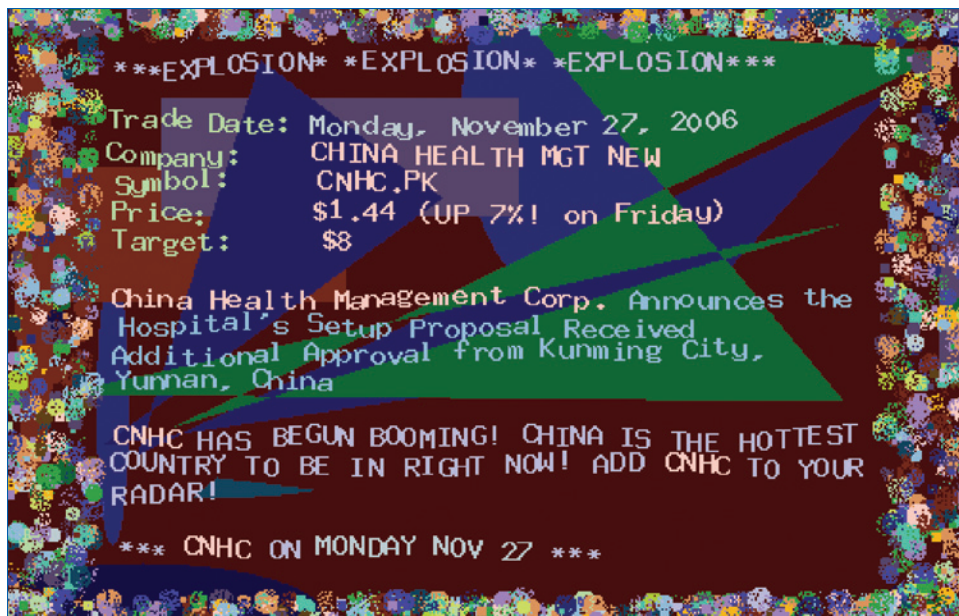 ***EXPLOSION* *EXPLOSION* *EXPLOSION***
Trade Date: Monday, November 27, 2006
Company: CHINA HEALTH MGT NEW
Symbol: CNHC.PK
Price: $1.44 (UP 7%! on Friday)
Target: $8
China Health Management Corp. Announces the
Hospital's Setup Proposal Received
Additional Approval from Kunming City,
Yunnan, China
CNHC HAS BEGUN BOOMING! CHINA IS THE HOTTEST
COUNTRY TO BE IN RIGHT NOW! ADD CNHC TO YOUR
RADAR!
*** CNHC ON MONDAY NOV 27 ***